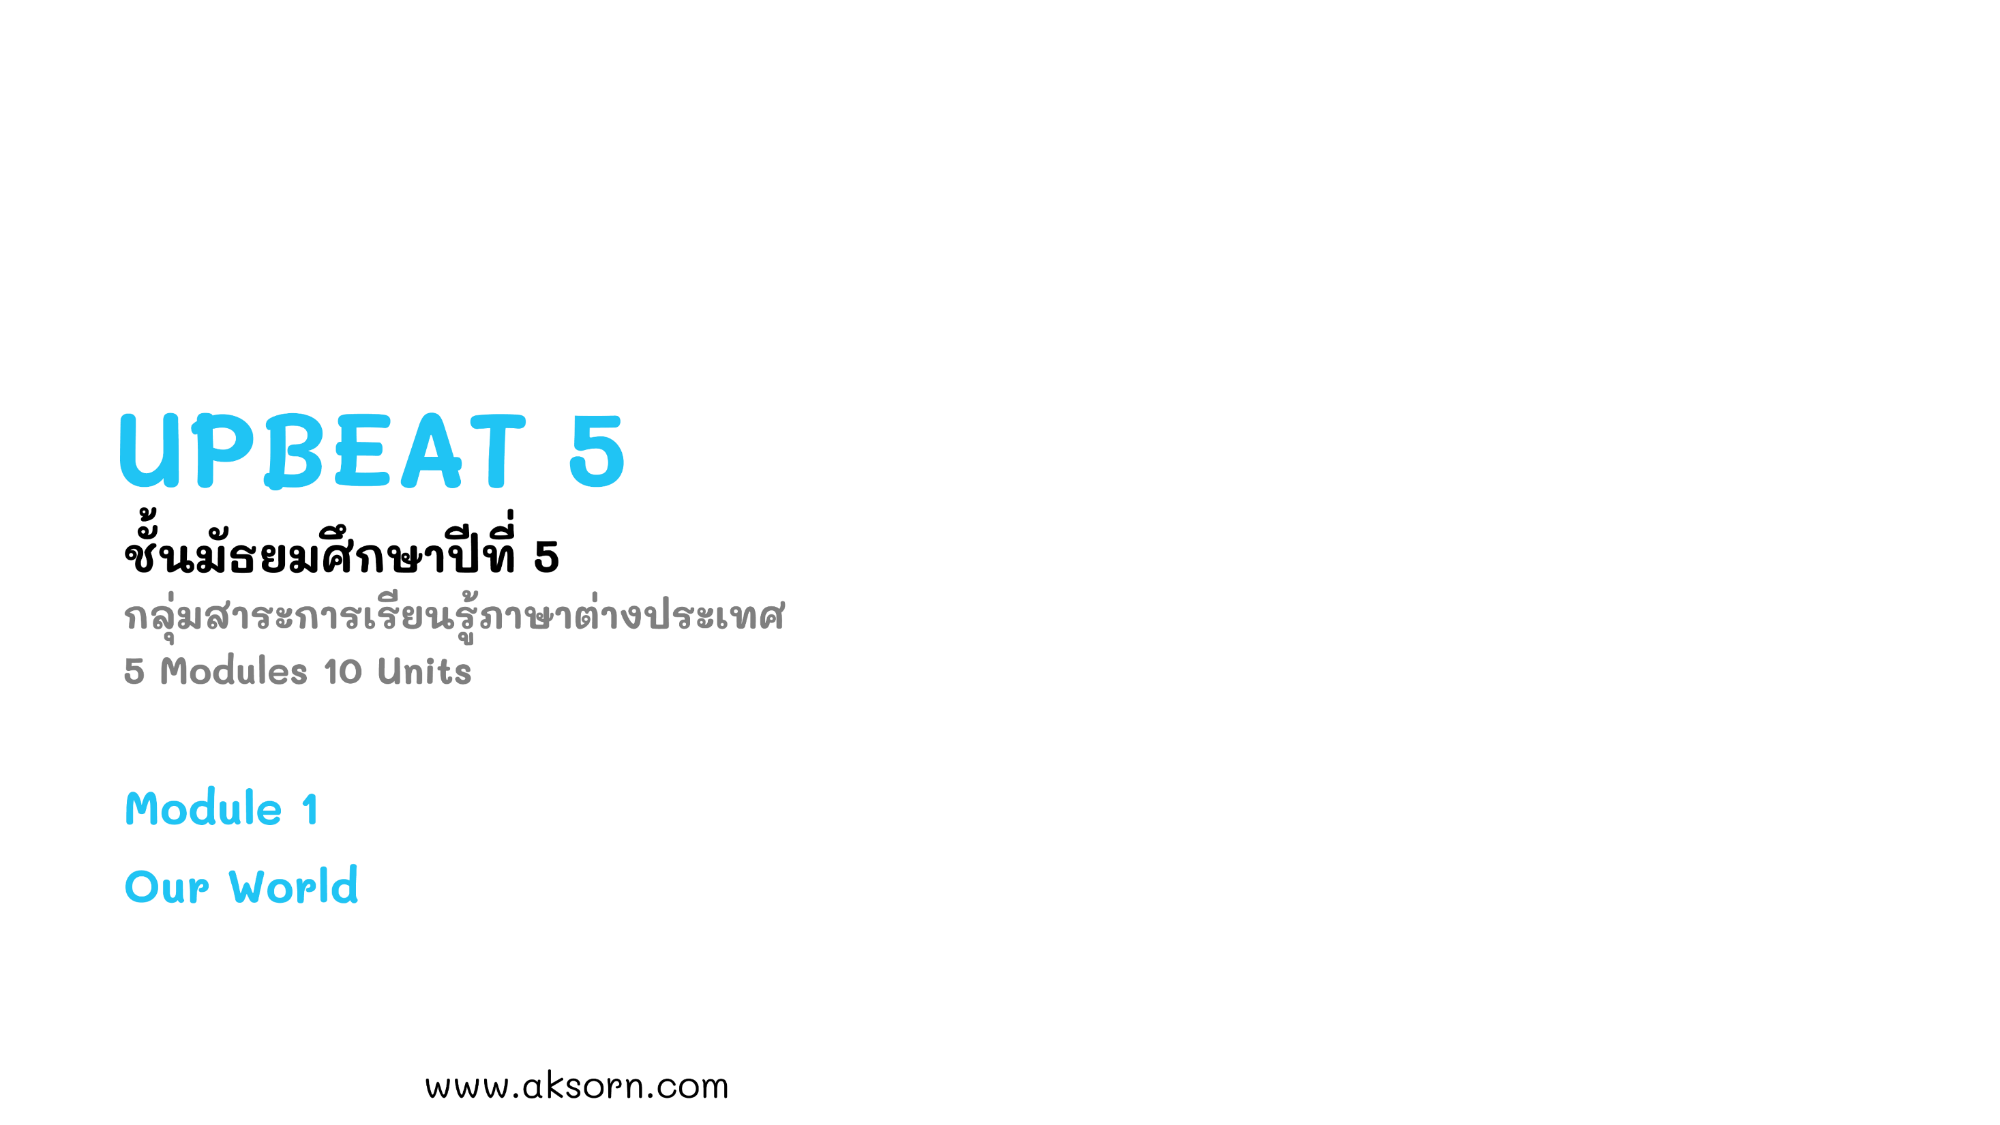 UPBEAT 5
ชั้นมัธยมศึกษาปีที่ 5
กลุ่มสาระการเรียนรู้ภาษาต่างประเทศ
5 Modules 10 Units
Module 1
Our World
www.aksorn.com